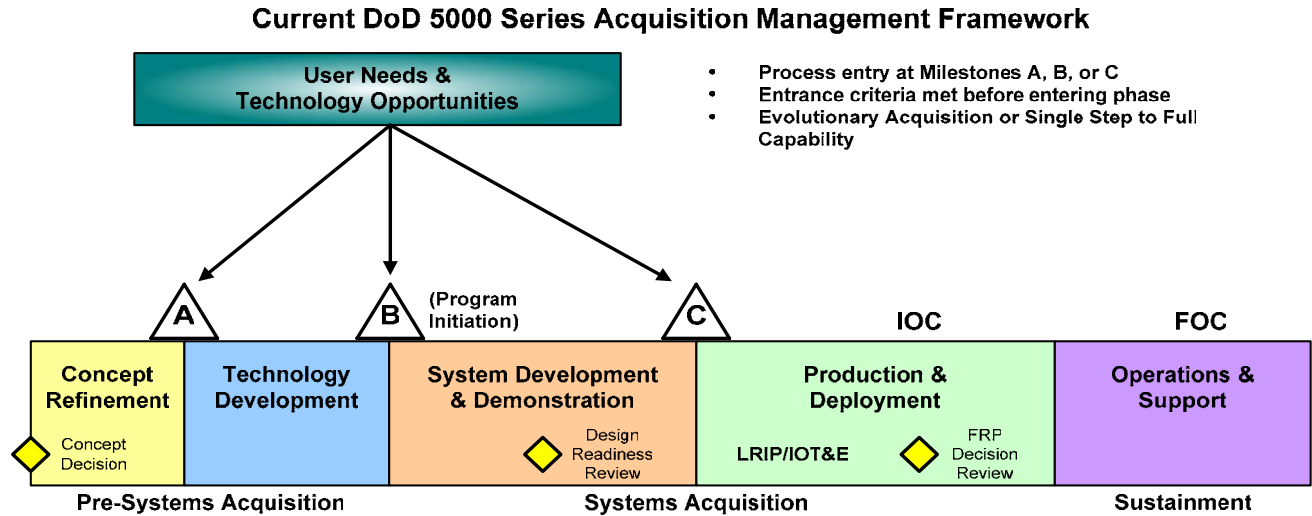 Current DoD 5000 Series Acquisition Management Framework
User Needs &
Technology Opportunities
• Process entry at Milestones A, B, or C
• Entrance criteria met before entering phase
• Evolutionary Acquisition or Single Step to Full
Capability
A
B
(Program
Initiation)
C
IOC
FOC
Concept
Refinement
Technology
Development
System Development
& Demonstration
Production &
Deployment
Operations &
Support
Concept
Decision
Design
Readiness
Review
LRIP/IOT&E
FRP
Decision
Review
Pre-Systems Acquisition
Systems Acquisition
Sustainment